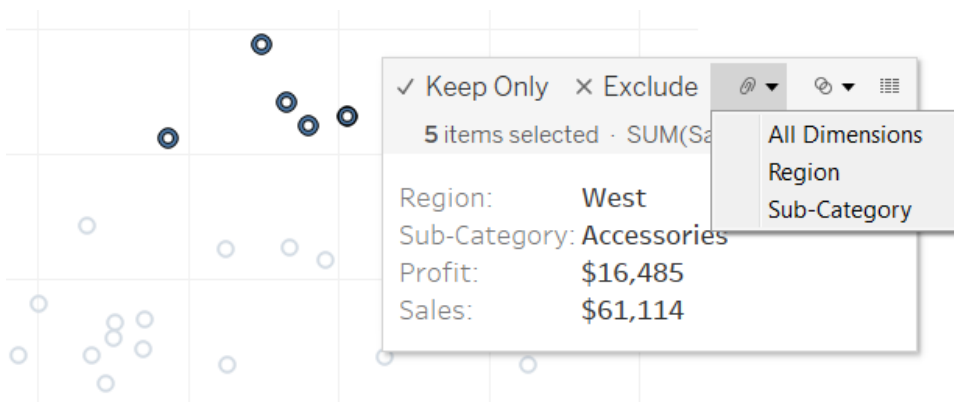 ✓ Keep Only × Exclude
5 items selected · SUM(Sa
All Dimensions
Region
Sub-Category
Region: West
Sub-Category: Accessories
Profit: $16,485
Sales: $61,114